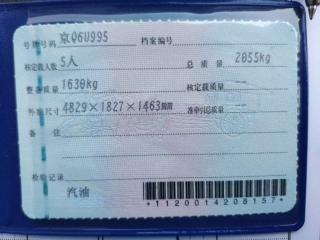 号牌号码 京Q6U995 档案编号
核定载人数 5人 总质量 2055kg
整备质量 1630kg 核定载质量 --
外廓尺寸 4829×1827×1463mm 准牵引总质量 --
备注
检验记录
汽油
*1120014208157*